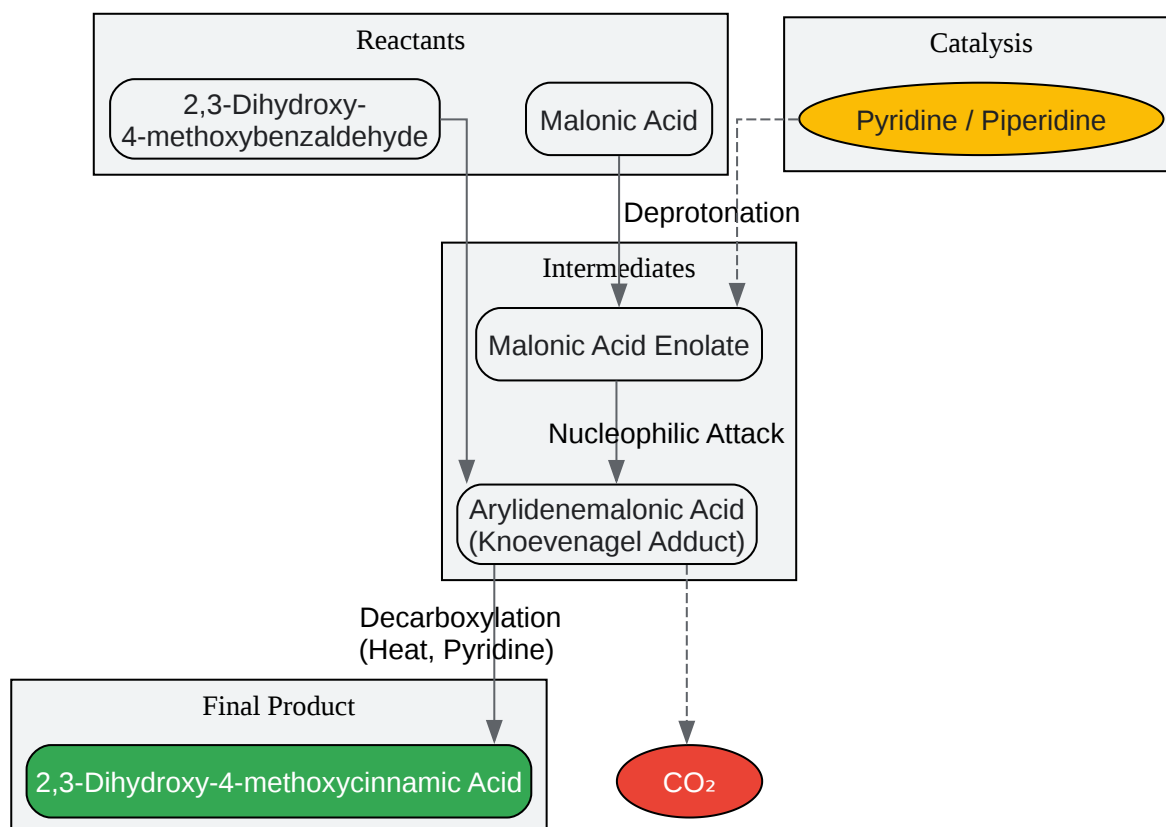 Reactants
Catalysis
2,3-Dihydroxy-
4-methoxybenzaldehyde
Malonic Acid
Pyridine / Piperidine
Deprotonation
Intermediates
Malonic Acid Enolate
Nucleophilic Attack
Arylidenemalonic Acid
(Knoevenagel Adduct)
Decarboxylation
(Heat, Pyridine)
Final Product
2,3-Dihydroxy-4-methoxycinnamic Acid
CO₂